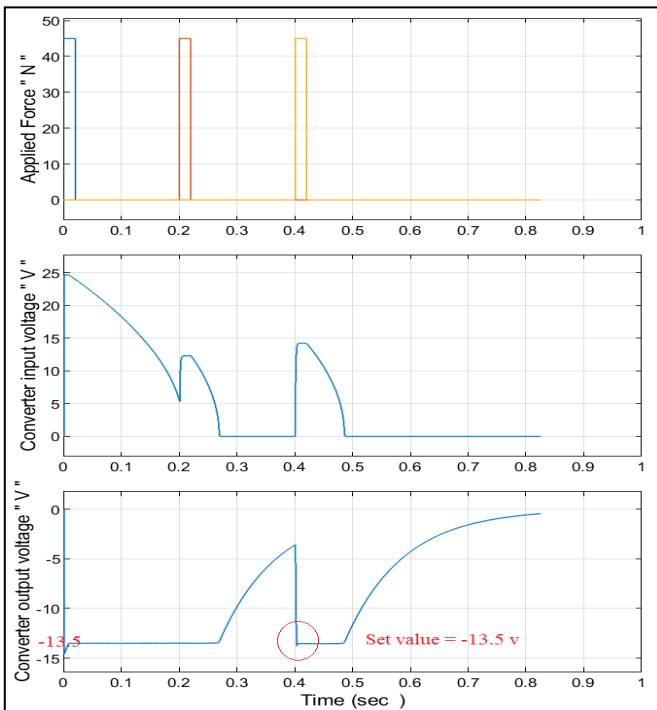 Applied Force " N "
50
40
30
20
10
0
0 0.1 0.2 0.3 0.4 0.5 0.6 0.7 0.8 0.9 1
Converter input voltage " V "
25
20
15
10
5
0
0 0.1 0.2 0.3 0.4 0.5 0.6 0.7 0.8 0.9 1
Converter output voltage " V "
0
-5
-10
-13.5
-15
Set value = -13.5 v
0 0.1 0.2 0.3 0.4 0.5 0.6 0.7 0.8 0.9 1
Time (sec )